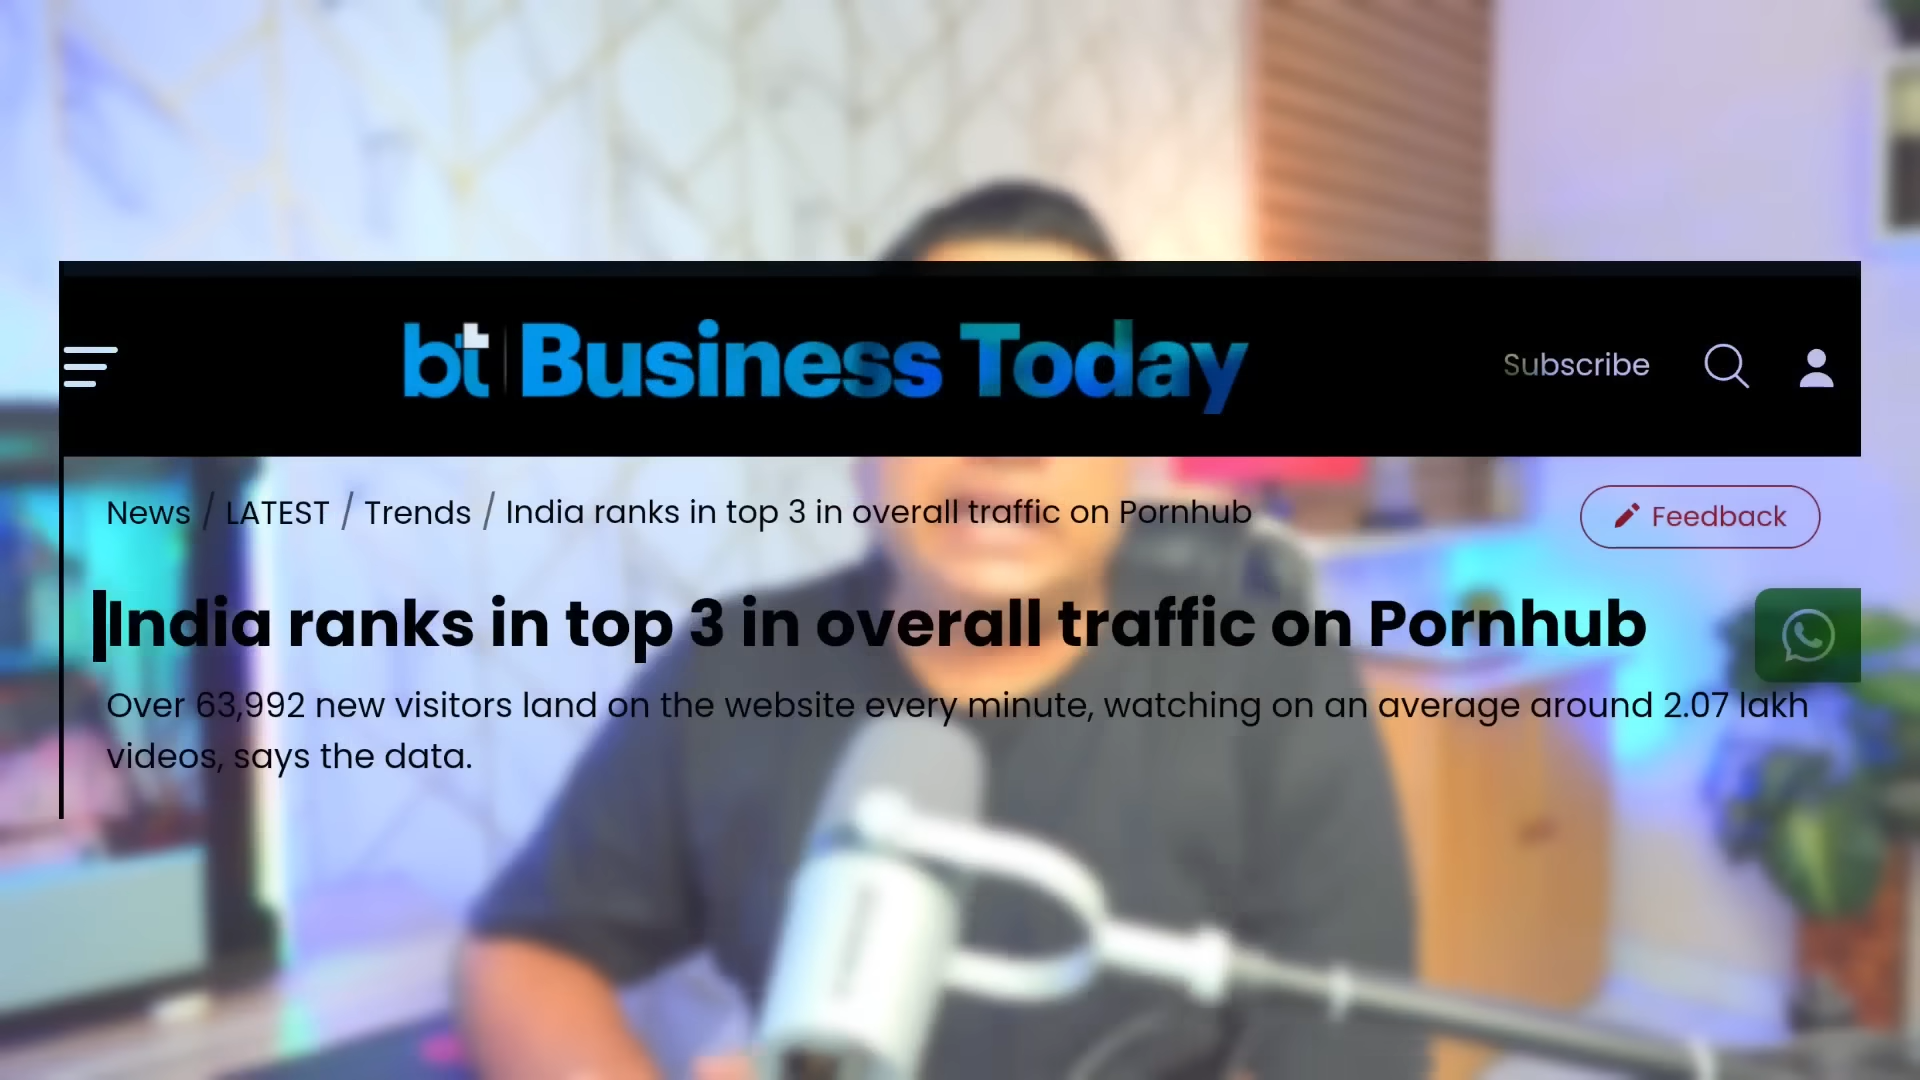 bt Business Today
Subscribe
News / LATEST / Trends / India ranks in top 3 in overall traffic on Pornhub
Feedback
India ranks in top 3 in overall traffic on Pornhub
Over 63,992 new visitors land on the website every minute, watching on an average around 2.07 lakh
videos, says the data.